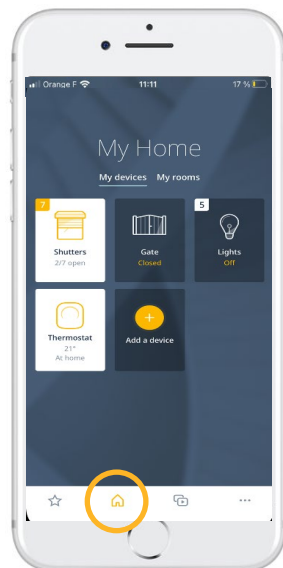 Orange F 11:11 17 %
My Home
My devices My rooms
7
5
Shutters Gate Lights
2/7 open Closed Off
Thermostat Add a device
21°
At home